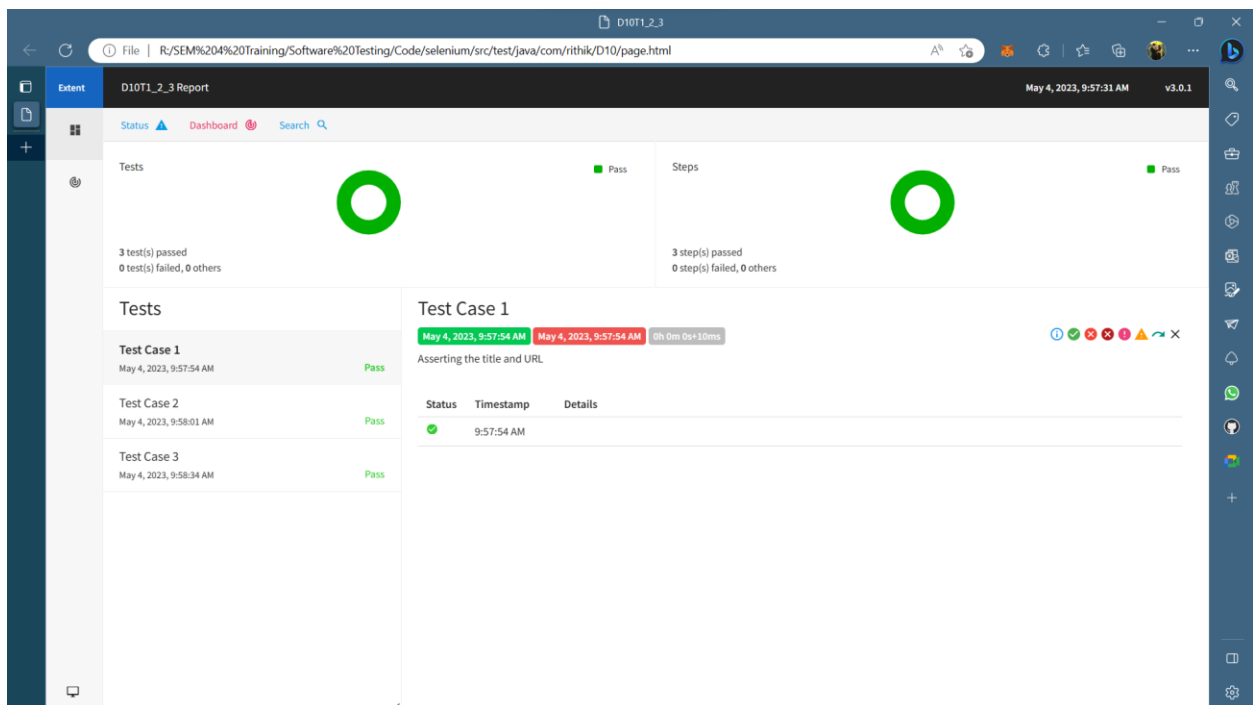 D10T1_2_3
File | R:/SEM%204%20Training/Software%20Testing/Code/selenium/src/test/java/com/rithik/D10/page.html
Extent D10T1_2_3 Report May 4, 2023, 9:57:31 AM v3.0.1
Status Dashboard Search
Tests Pass
3 test(s) passed
0 test(s) failed, 0 others
Steps Pass
3 step(s) passed
0 step(s) failed, 0 others
Tests
Test Case 1
May 4, 2023, 9:57:54 AM Pass
Test Case 2
May 4, 2023, 9:58:01 AM Pass
Test Case 3
May 4, 2023, 9:58:34 AM Pass
Test Case 1
May 4, 2023, 9:57:54 AM May 4, 2023, 9:57:54 AM 0h 0m 0s+10ms
Asserting the title and URL
Status Timestamp Details
9:57:54 AM